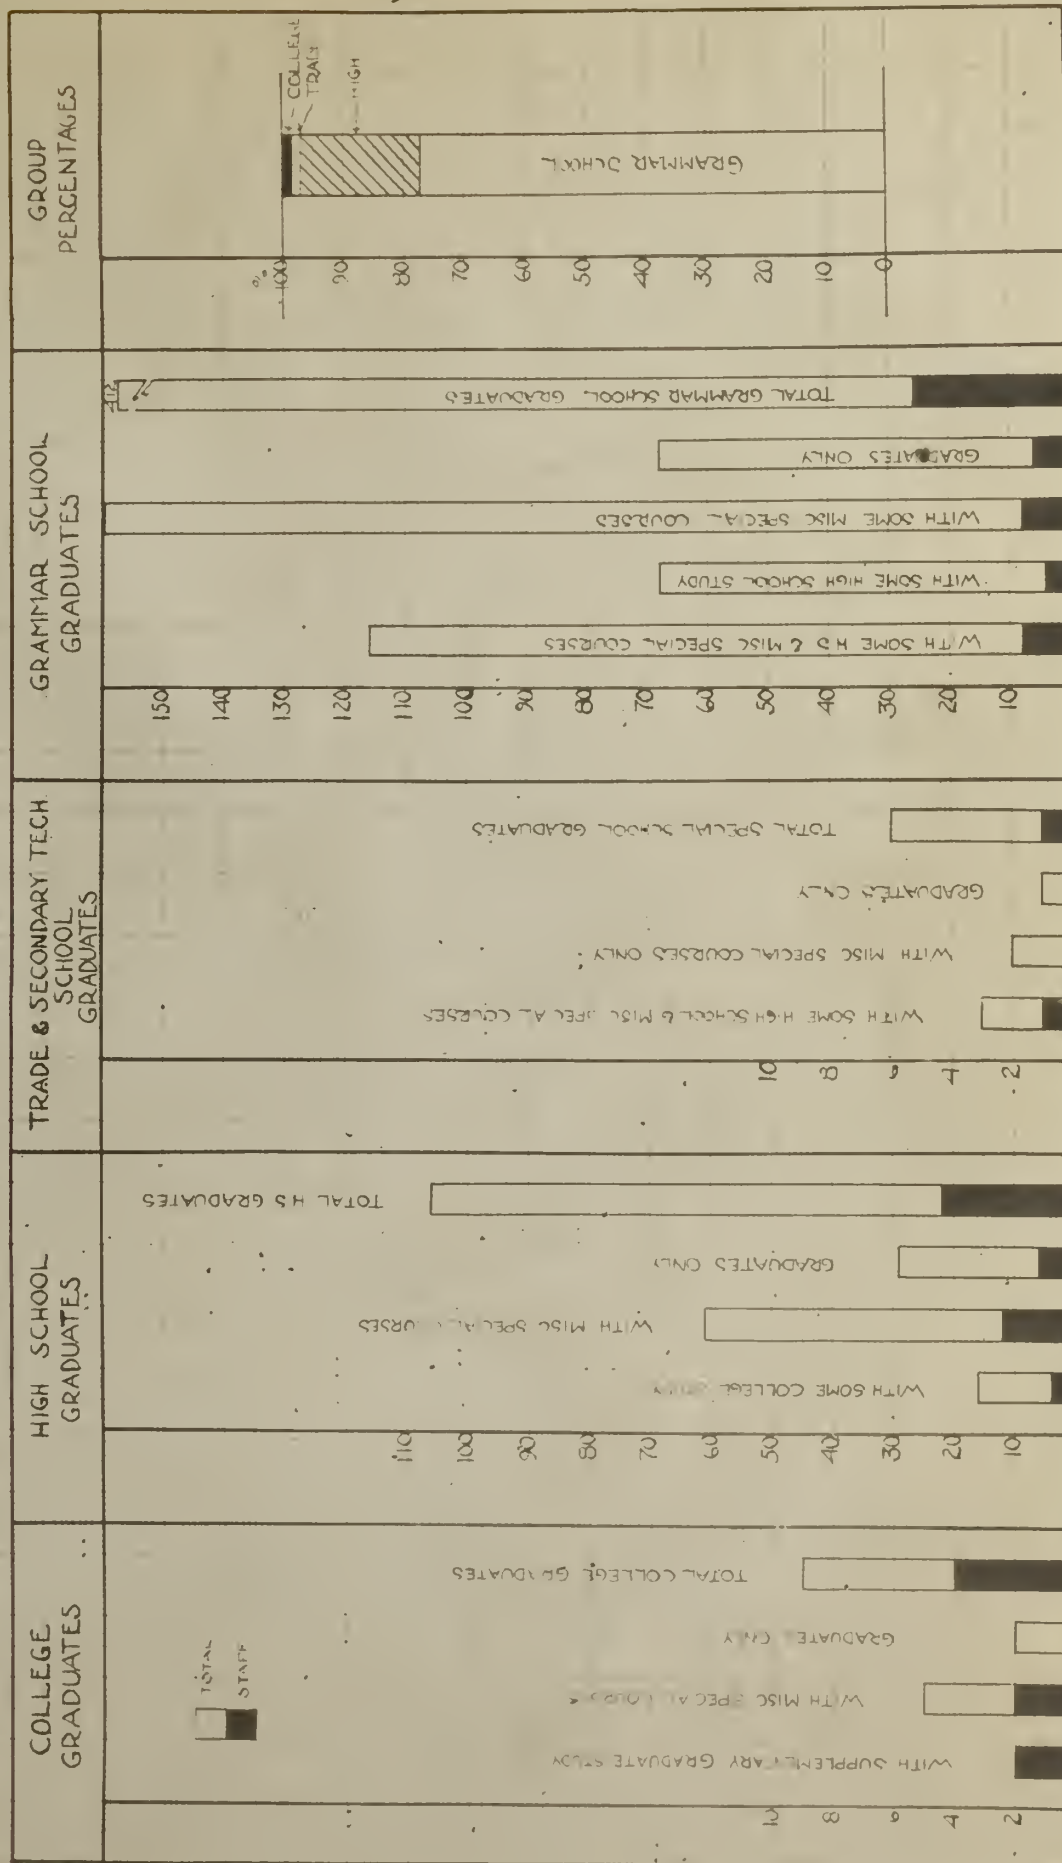 COLLEGE
GRADUATES
TOTAL
STAFF
10
8
6
4
2
WITH SUPPLEMENTARY GRADUATE STUDY
WITH MISC
TOTAL COLLEGE GRADUATES
HIGH SCHOOL
GRADUATES
110
100
90
80
70
60
50
40
30
20
10
WITH SOME COLLEGE
WITH MISC SPECIAL
GRADUATES ONLY
TOTAL H S GRADUATES
TRADE & SECONDARY TECH
SCHOOL
GRADUATES
10
8
6
4
2
WITH SOME HIGH SCHOOL & MISC SPECIAL COURSES
WITH MISC SPECIAL COURSES ONLY
GRADUATES ONLY
TOTAL SPECIAL SCHOOL GRADUATES
GRAMMAR SCHOOL
GRADUATES
150
140
130
120
110
100
90
80
70
60
50
40
30
20
10
WITH SOME H S & MISC SPECIAL COURSES
WITH SOME HIGH SCHOOL STUDY
WITH SOME MISC SPECIAL COURSES
GRADUATES ONLY
TOTAL GRAMMAR SCHOOL GRADUATES
GROUP
PERCENTAGES
%
100
90
80
70
60
50
40
30
20
10
0
COLLEGE
TRADE
HIGH
GRAMMAR SCHOOL